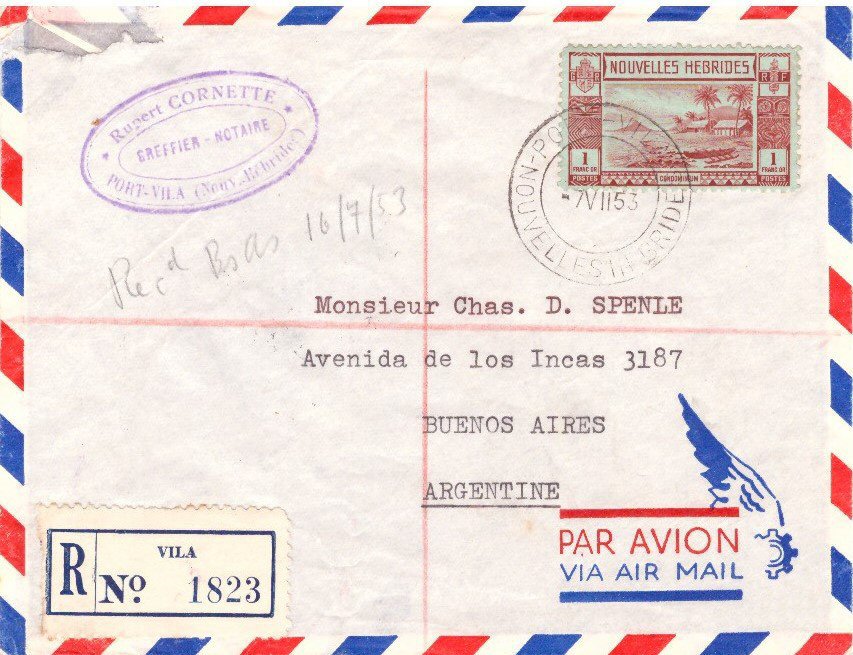 Rupert CORNETTE
GREFFIER - NOTAIRE
PORT-VILA (Nouv. Hébrides)
NOUVELLES HEBRIDES
G R
R F
1
FRANC OR
POSTES
1
FRANC OR
POSTES
CONDOMINIUM
7 VII 53
NOUVELLES HEBRIDES
Rec'd Bs As 16/7/53
Monsieur Chas. D. SPENLE
Avenida de los Incas 3187
BUENOS AIRES
ARGENTINE
PAR AVION
VIA AIR MAIL
R
VILA
No 1823